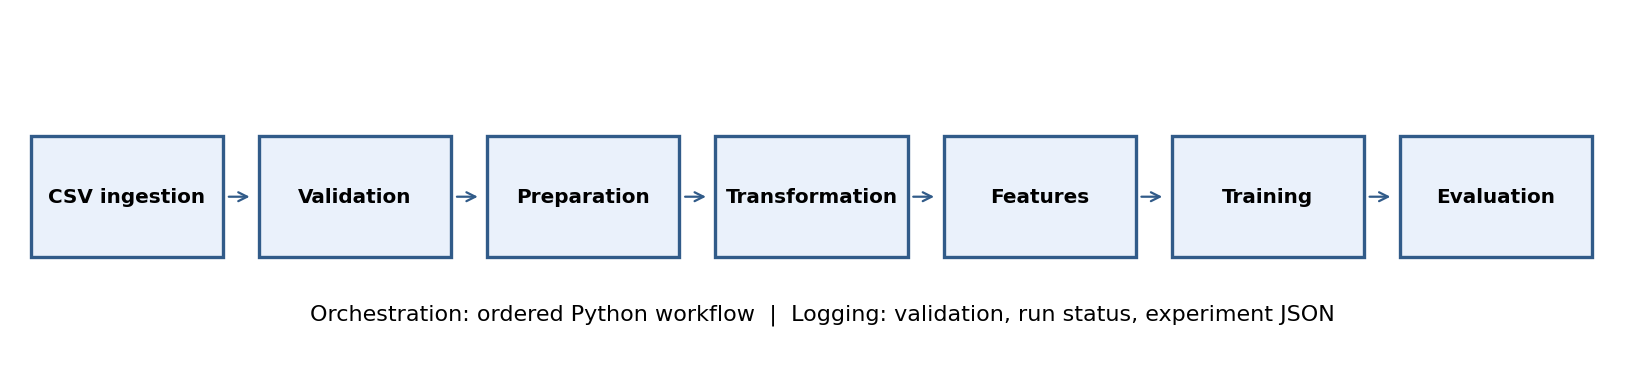 CSV ingestion
Validation
Preparation
Transformation
Features
Training
Evaluation
Orchestration: ordered Python workflow | Logging: validation, run status, experiment JSON